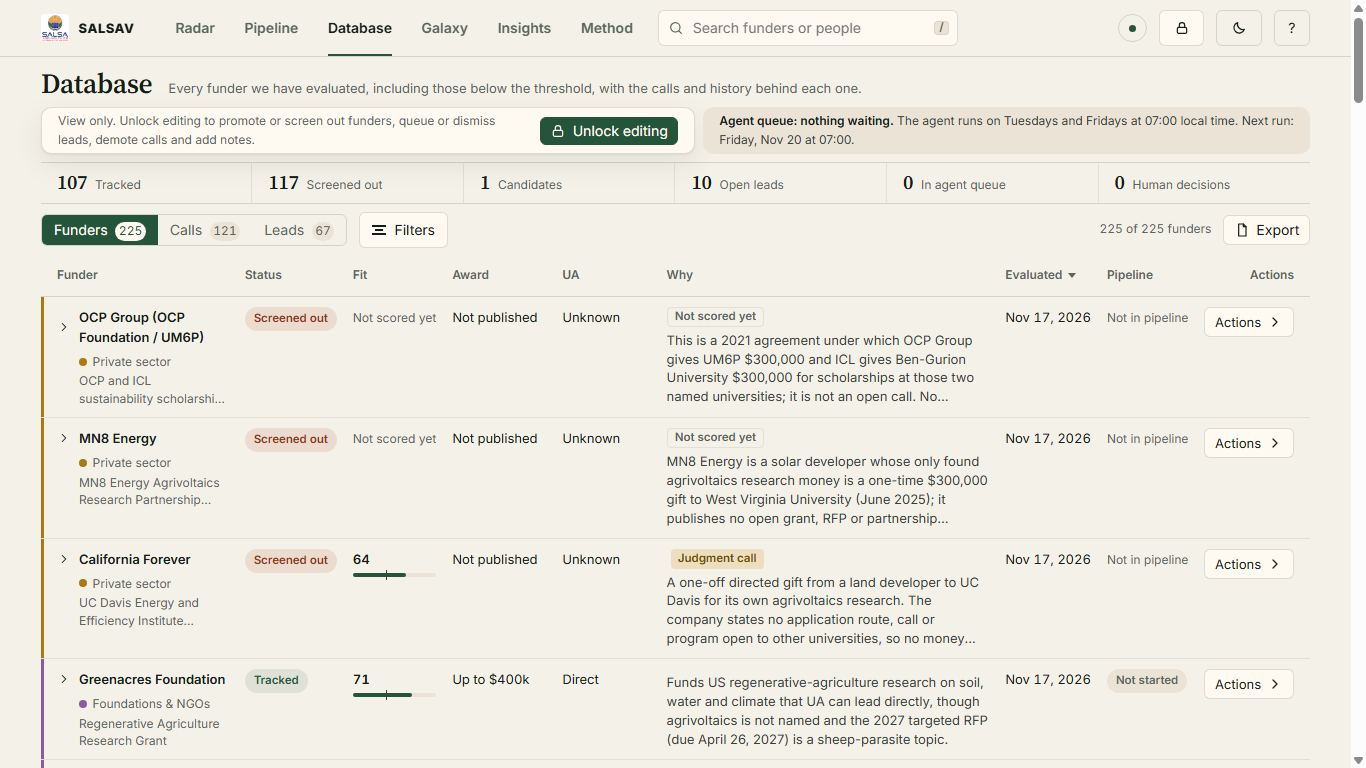 SALSA
SALSAV
Radar
Pipeline
Database
Galaxy
Insights
Method
Search funders or people
/
?
Database
Every funder we have evaluated, including those below the threshold, with the calls and history behind each one.
View only. Unlock editing to promote or screen out funders, queue or dismiss
leads, demote calls and add notes.
Unlock editing
Agent queue: nothing waiting. The agent runs on Tuesdays and Fridays at 07:00 local time. Next run:
Friday, Nov 20 at 07:00.
107 Tracked
117 Screened out
1 Candidates
10 Open leads
0 In agent queue
0 Human decisions
Funders 225
Calls 121
Leads 67
Filters
225 of 225 funders
Export
Funder
Status
Fit
Award
UA
Why
Evaluated
Pipeline
Actions
OCP Group (OCP
Foundation / UM6P)
Private sector
OCP and ICL
sustainability scholarshi...
Screened out
Not scored yet
Not published
Unknown
Not scored yet
This is a 2021 agreement under which OCP Group
gives UM6P $300,000 and ICL gives Ben-Gurion
University $300,000 for scholarships at those two
named universities; it is not an open call. No...
Nov 17, 2026
Not in pipeline
Actions
MN8 Energy
Private sector
MN8 Energy Agrivoltaics
Research Partnership...
Screened out
Not scored yet
Not published
Unknown
Not scored yet
MN8 Energy is a solar developer whose only found
agrivoltaics research money is a one-time $300,000
gift to West Virginia University (June 2025); it
publishes no open grant, RFP or partnership...
Nov 17, 2026
Not in pipeline
Actions
California Forever
Private sector
UC Davis Energy and
Efficiency Institute...
Screened out
64
Not published
Unknown
Judgment call
A one-off directed gift from a land developer to UC
Davis for its own agrivoltaics research. The
company states no application route, call or
program open to other universities, so no money...
Nov 17, 2026
Not in pipeline
Actions
Greenacres Foundation
Foundations & NGOs
Regenerative Agriculture
Research Grant
Tracked
71
Up to $400k
Direct
Funds US regenerative-agriculture research on soil,
water and climate that UA can lead directly, though
agrivoltaics is not named and the 2027 targeted RFP
(due April 26, 2027) is a sheep-parasite topic.
Nov 17, 2026
Not started
Actions